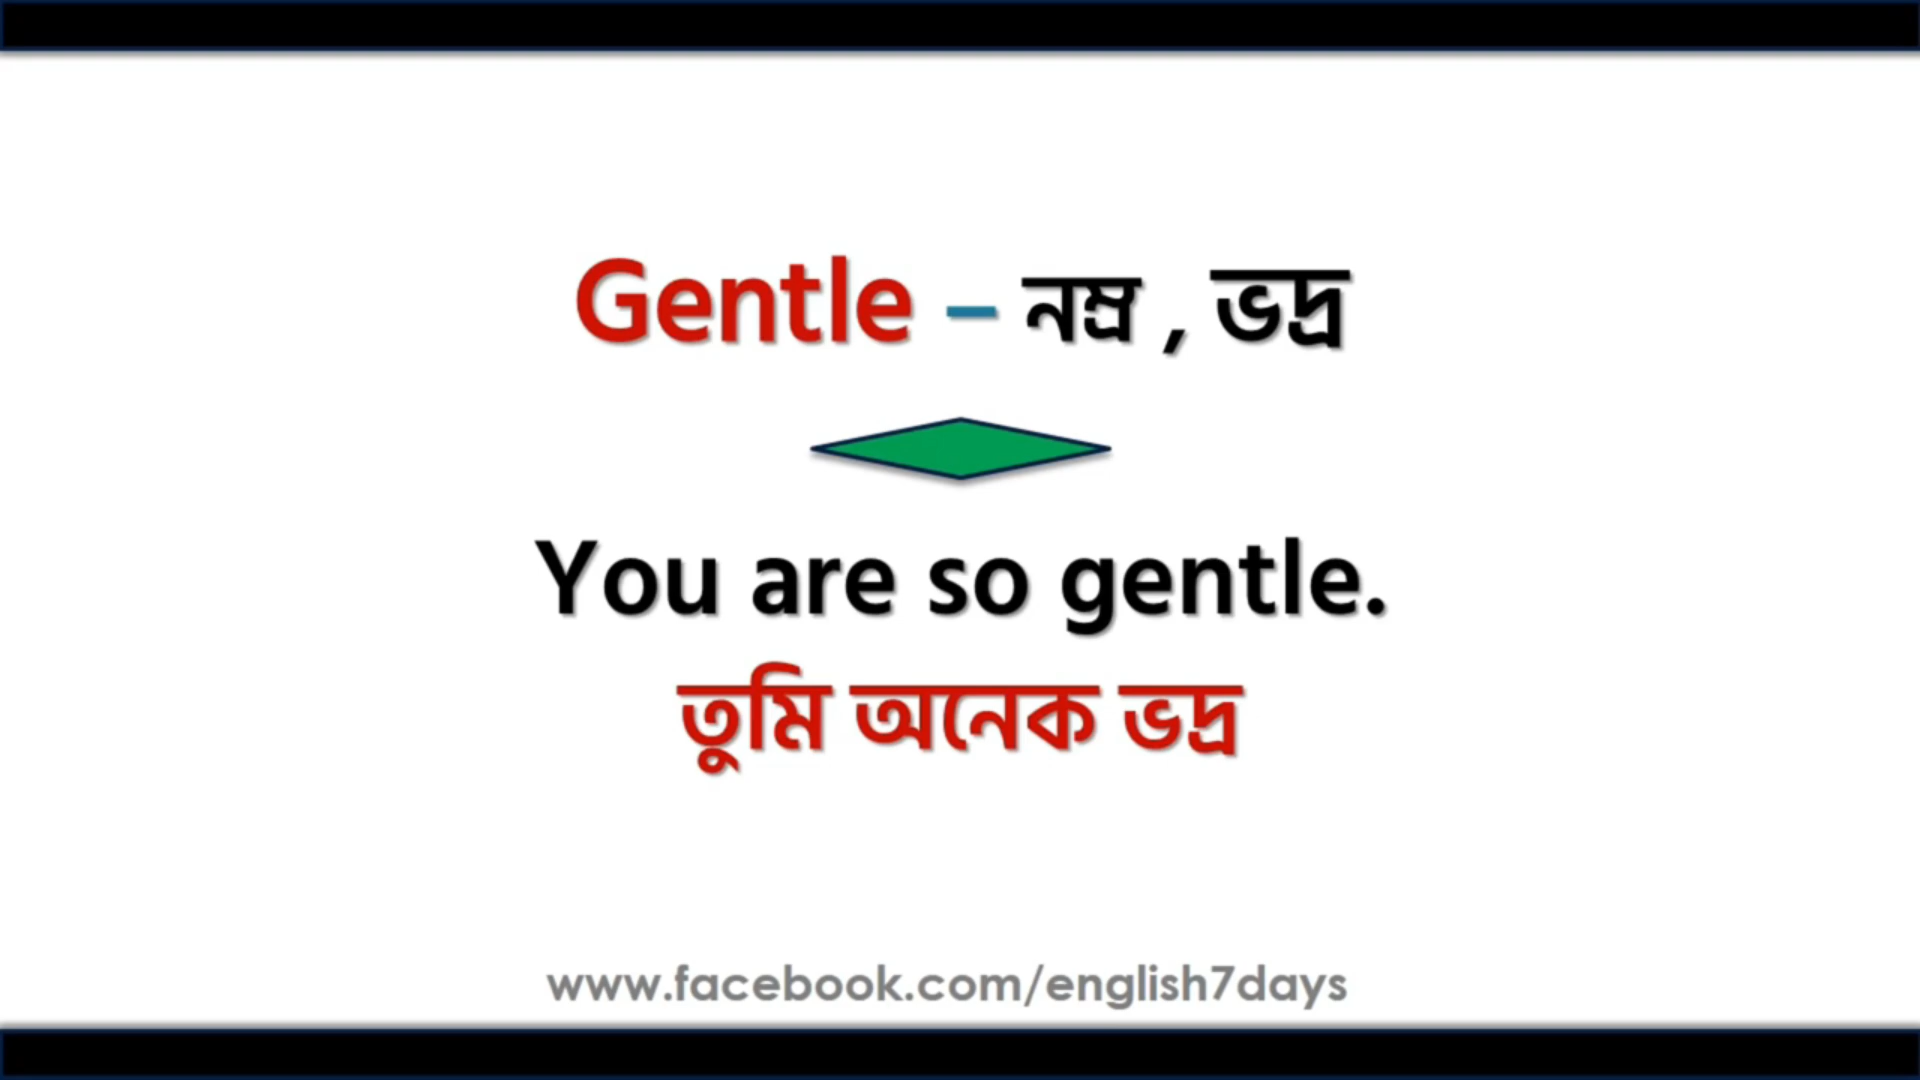 Gentle – নম্র , ভদ্র
You are so gentle.
তুমি অনেক ভদ্র
www.facebook.com/english7days